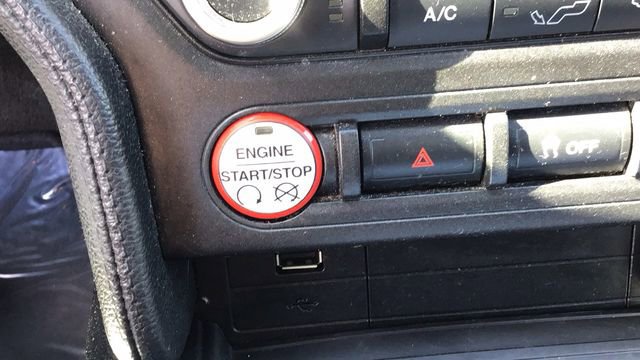 A/C
ENGINE
START/STOP
OFF